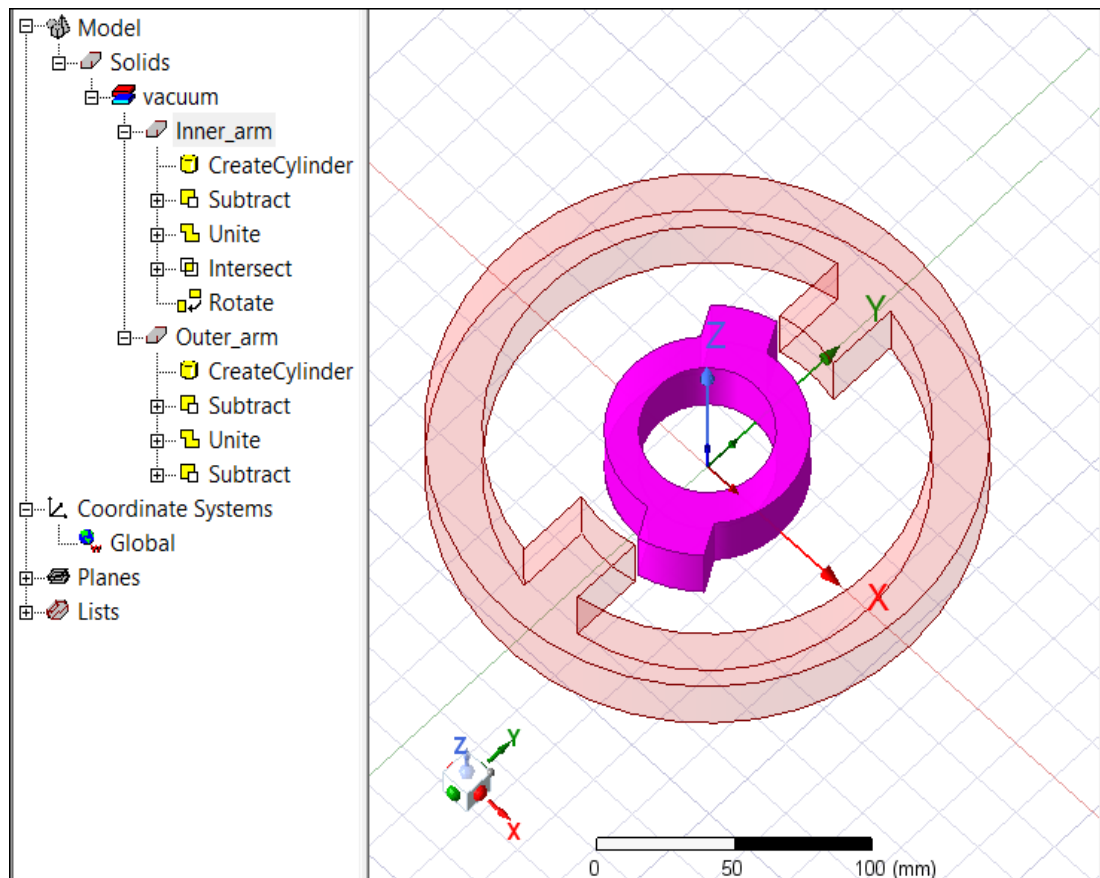 Model
Solids
vacuum
Inner_arm
CreateCylinder
Subtract
Unite
Intersect
Rotate
Outer_arm
CreateCylinder
Subtract
Unite
Subtract
Coordinate Systems
Global
Planes
Lists
Z
Y
X
Z
Y
X
0 50 100 (mm)